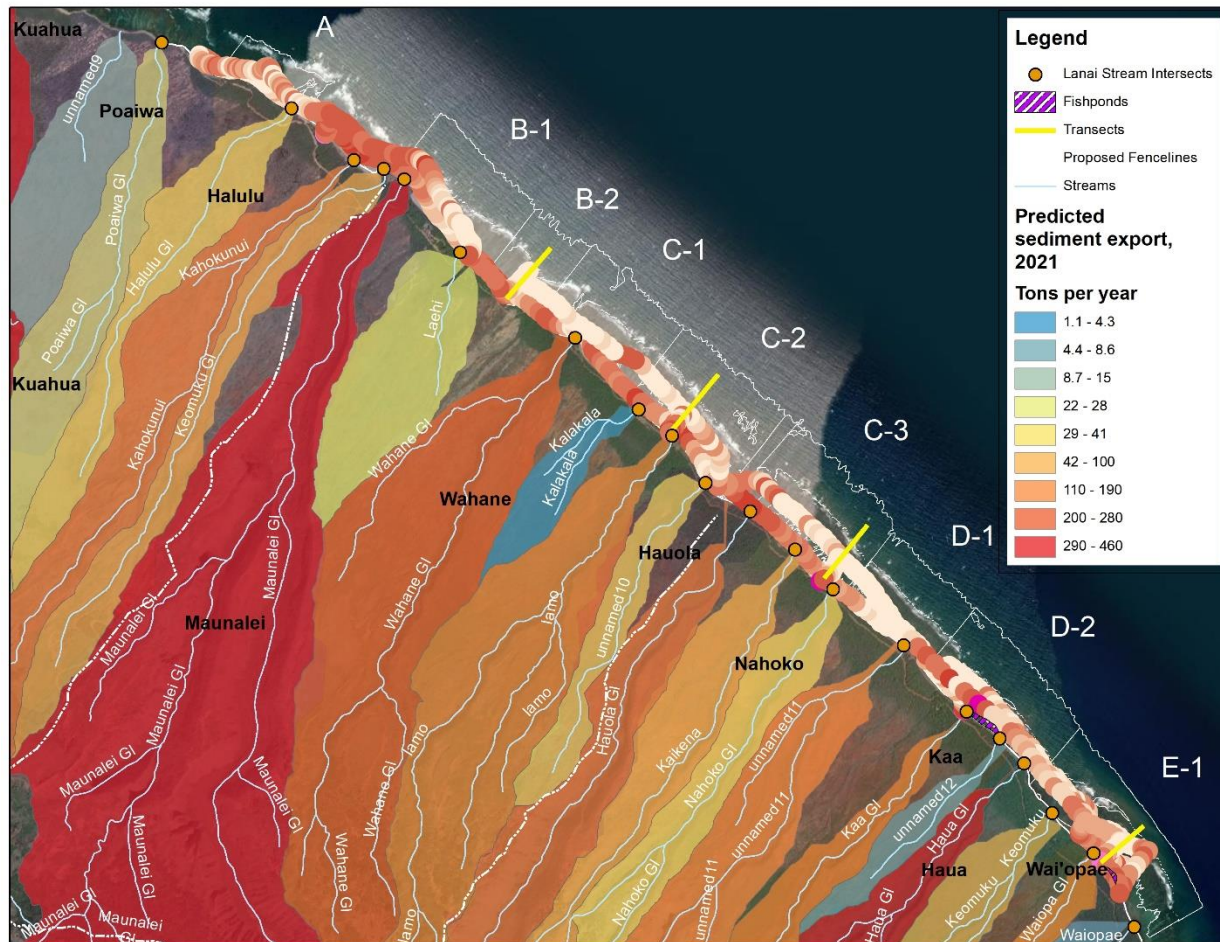 Kuahua
A
unnamed9
Poaiwa
B-1
Halulu
Poaiwa Gl
B-2
Halulu Gl
Kahokunui
C-1
Laehi
Poaiwa Gl
Kuahua
Kahokunui
Keomuku Gl
C-2
Wahane Gl
Kalakala
Kalakala
C-3
Wahane
Maunalei Gl
Maunalei Gl
Hauola
D-1
Maunalei
Wahane Gl
Iamo
unnamed10
D-2
Maunalei Gl
Iamo
Nahoko
Hauola Gl
Kaikena
unnamed11
Kaa
E-1
Maunalei Gl
Maunalei Gl
Wahane Gl
Iamo
Nahoko Gl
unnamed11
Kaa Gl
unnamed12
Haua Gl
Keomuku
Haua
Wai'opae
Maunalei Gl
Wahane Gl
Nahoko Gl
unnamed11
Haua Gl
Keomuku
Waiopa Gl
Maunalei Gl
Maunalei
Gl
Iamo
Waiopae
Legend
Lanai Stream Intersects
Fishponds
Transects
Proposed Fencelines
Streams
Predicted
sediment export,
2021
Tons per year
1.1 - 4.3
4.4 - 8.6
8.7 - 15
22 - 28
29 - 41
42 - 100
110 - 190
200 - 280
290 - 460